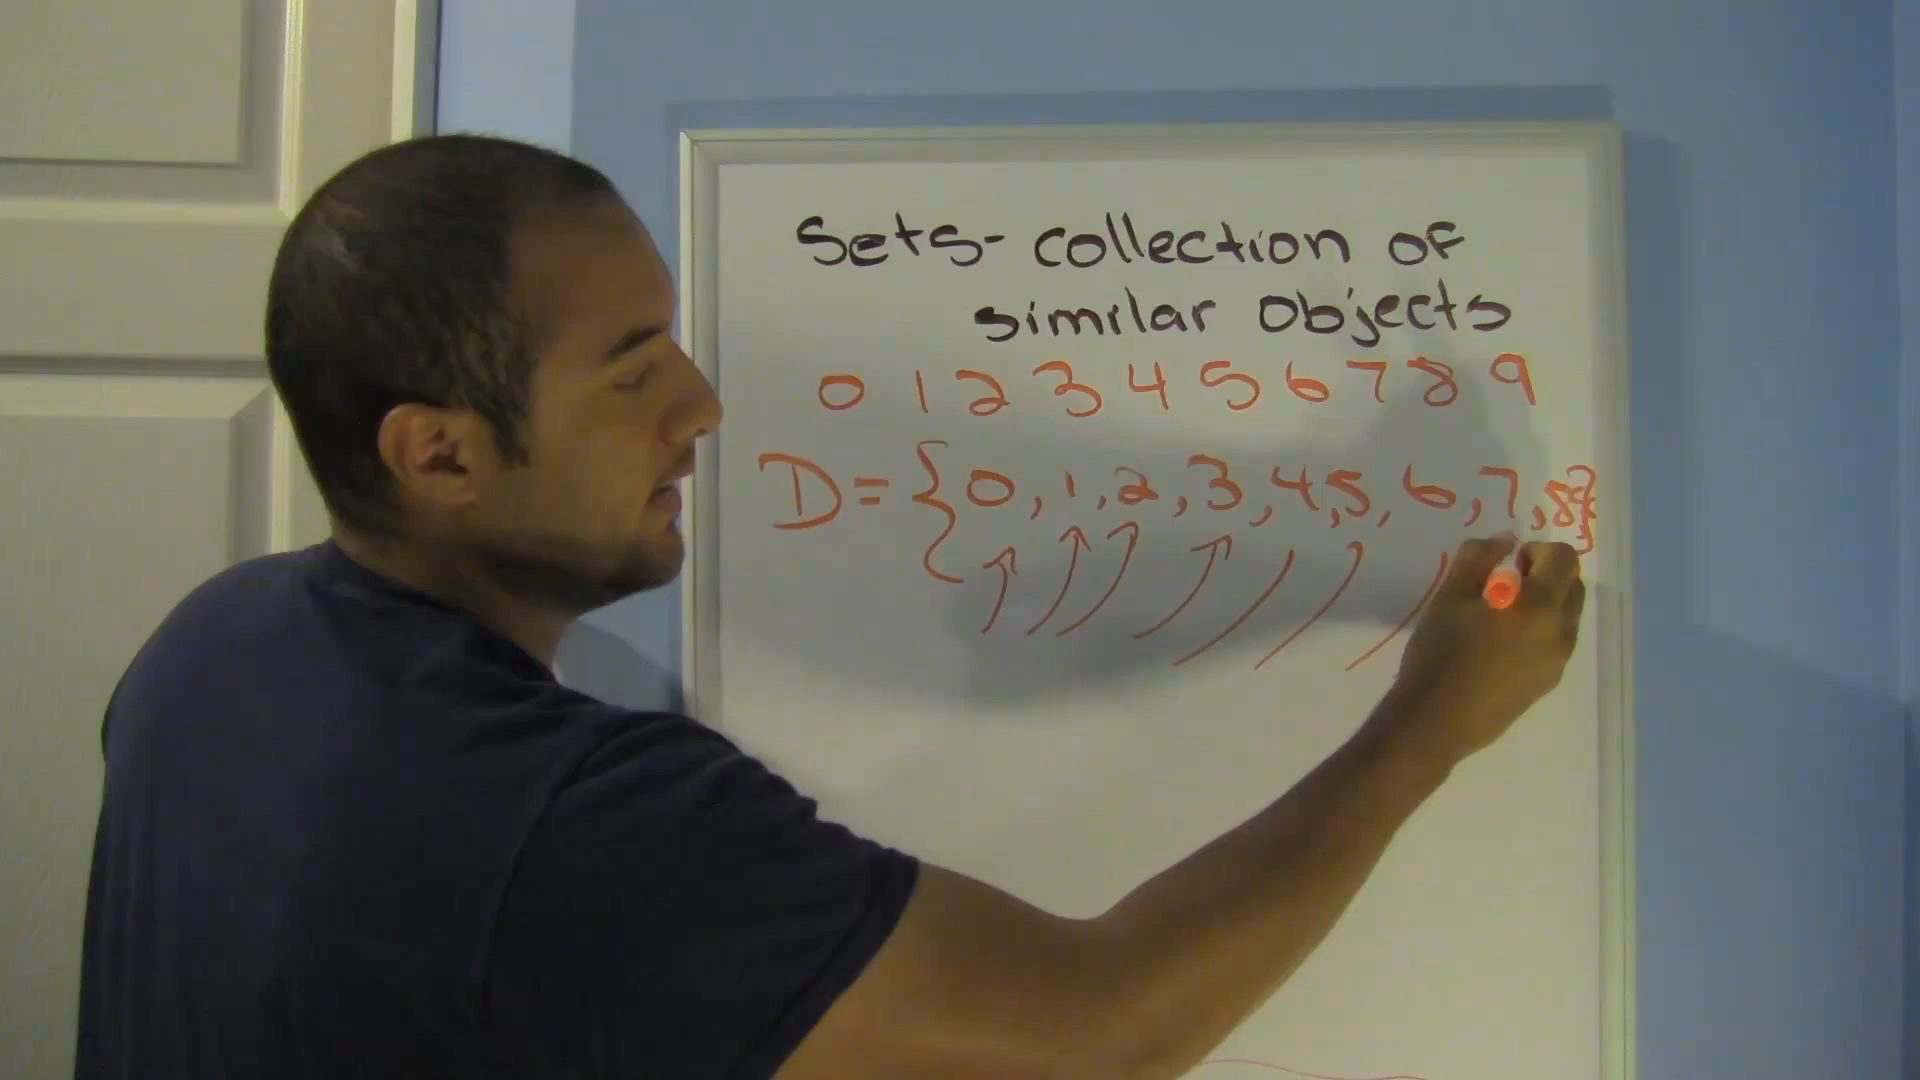 Sets- collection of
similar objects
0 1 2 3 4 5 6 7 8 9
D = {0, 1, 2, 3, 4, 5, 6, 7, 8, 9}